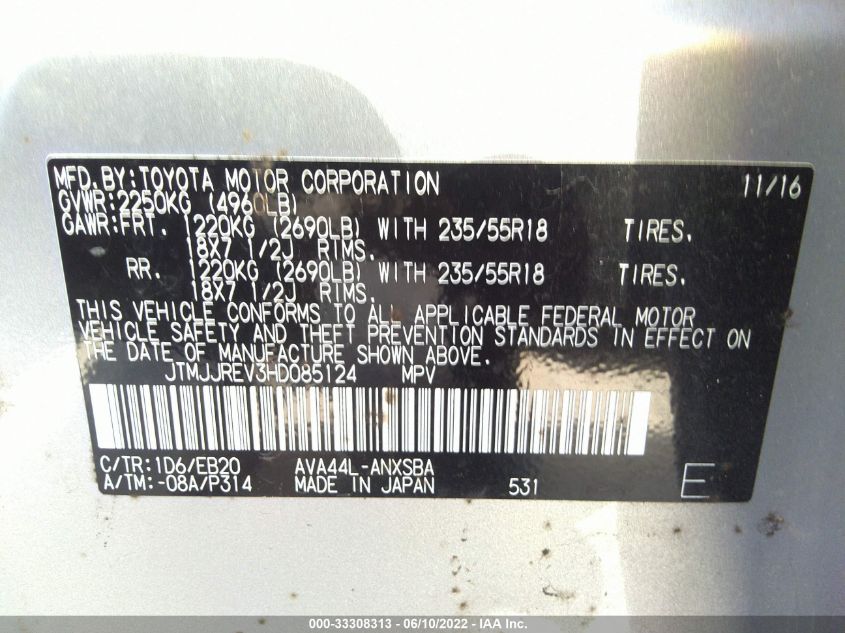 MFD.BY:TOYOTA MOTOR CORPORATION 11/16
GVWR:2250KG (4960LB)
GAWR:FRT. 1220KG (2690LB) WITH 235/55R18 TIRES.
18X7 1/2J RIMS.
RR. 1220KG (2690LB) WITH 235/55R18 TIRES.
18X7 1/2J RIMS.
THIS VEHICLE CONFORMS TO ALL APPLICABLE FEDERAL MOTOR
VEHICLE SAFETY AND THEFT PREVENTION STANDARDS IN EFFECT ON
THE DATE OF MANUFACTURE SHOWN ABOVE.
JTMJJREV3HD085124 MPV
C/TR:1D6/EB20 AVA44L-ANXSBA
A/TM:-08A/P314 MADE IN JAPAN 531 E
000-33308313 - 06/10/2022 - IAA Inc.